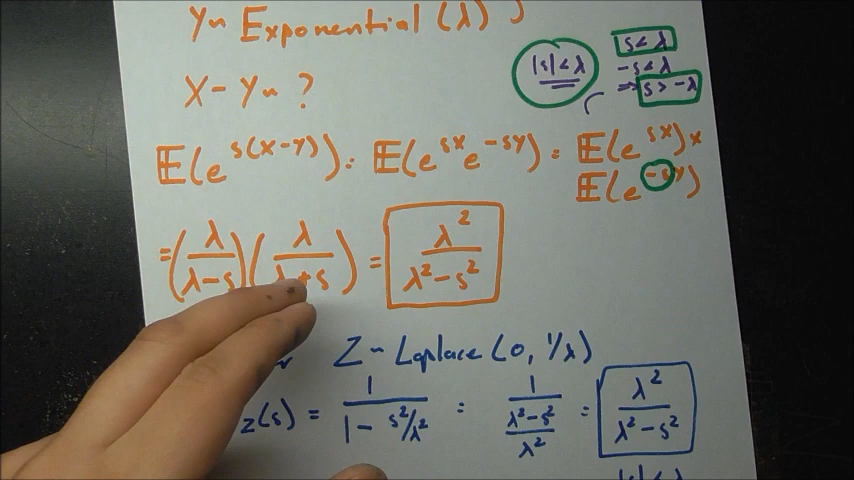 Y~ Exponential (λ)
|s|<λ
s<λ
-s<λ
⇒ s > -λ
X-Y~ ?
𝔼(e^{s(X-Y)}) = 𝔼(e^{sX} e^{-sY}) = 𝔼(e^{sX}) x
𝔼(e^{-sY})
= (λ/(λ-s)) (λ/(λ+s)) = λ²/(λ²-s²)
Z ~ Laplace (0, 1/λ)
z(s) = 1/(1 - s²/λ²) = 1/((λ²-s²)/λ²) = λ²/(λ²-s²)
|s|<λ